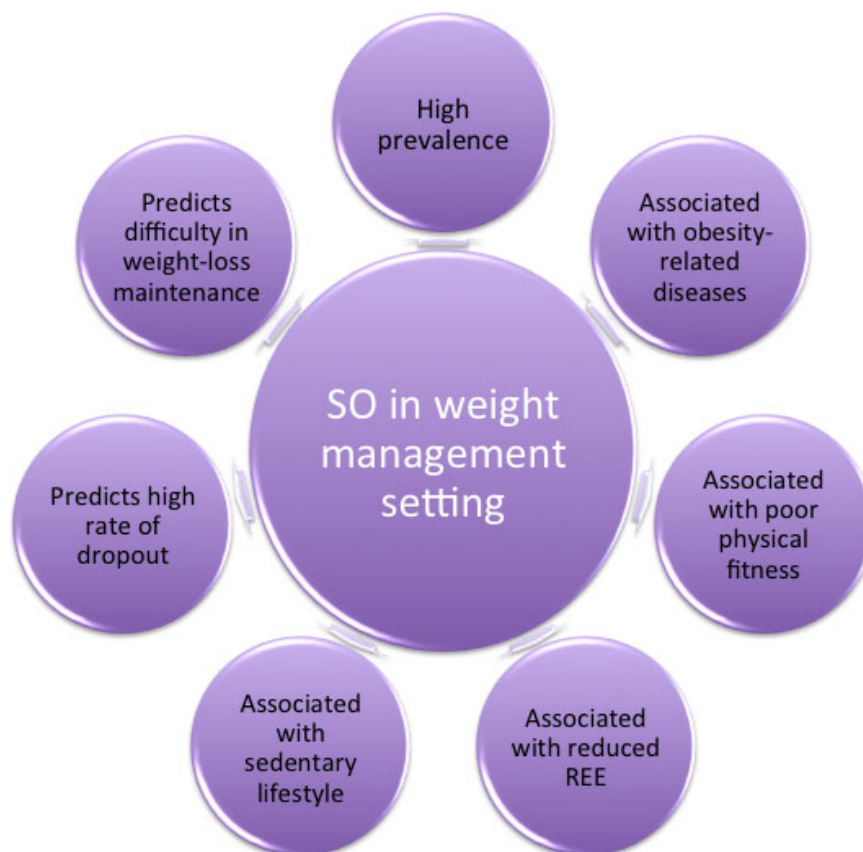 High
prevalence
Associated
with obesity-
related
diseases
Associated
with poor
physical
fitness
Associated
with reduced
REE
Associated
with
sedentary
lifestyle
Predicts high
rate of
dropout
Predicts
difficulty in
weight-loss
maintenance
SO in weight
management
setting